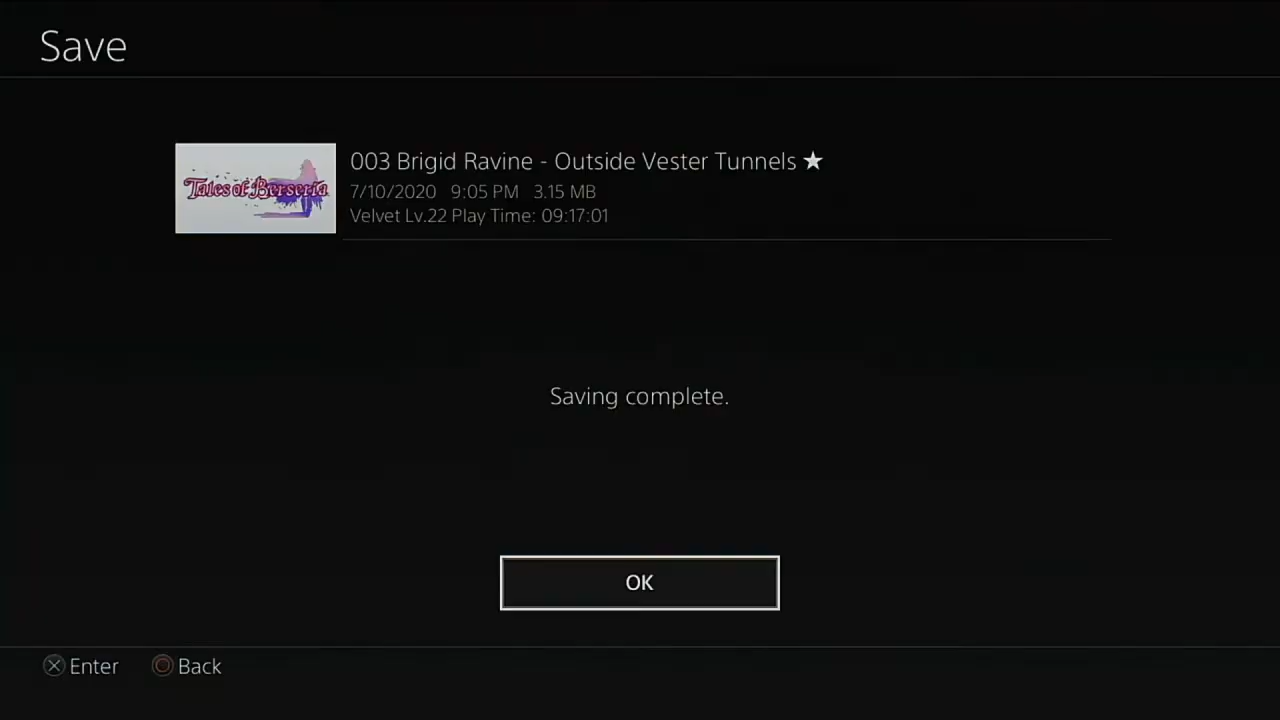 Save
Tales of Berseria
003 Brigid Ravine - Outside Vester Tunnels ★
7/10/2020 9:05 PM 3.15 MB
Velvet Lv.22 Play Time: 09:17:01
Saving complete.
OK
Enter Back